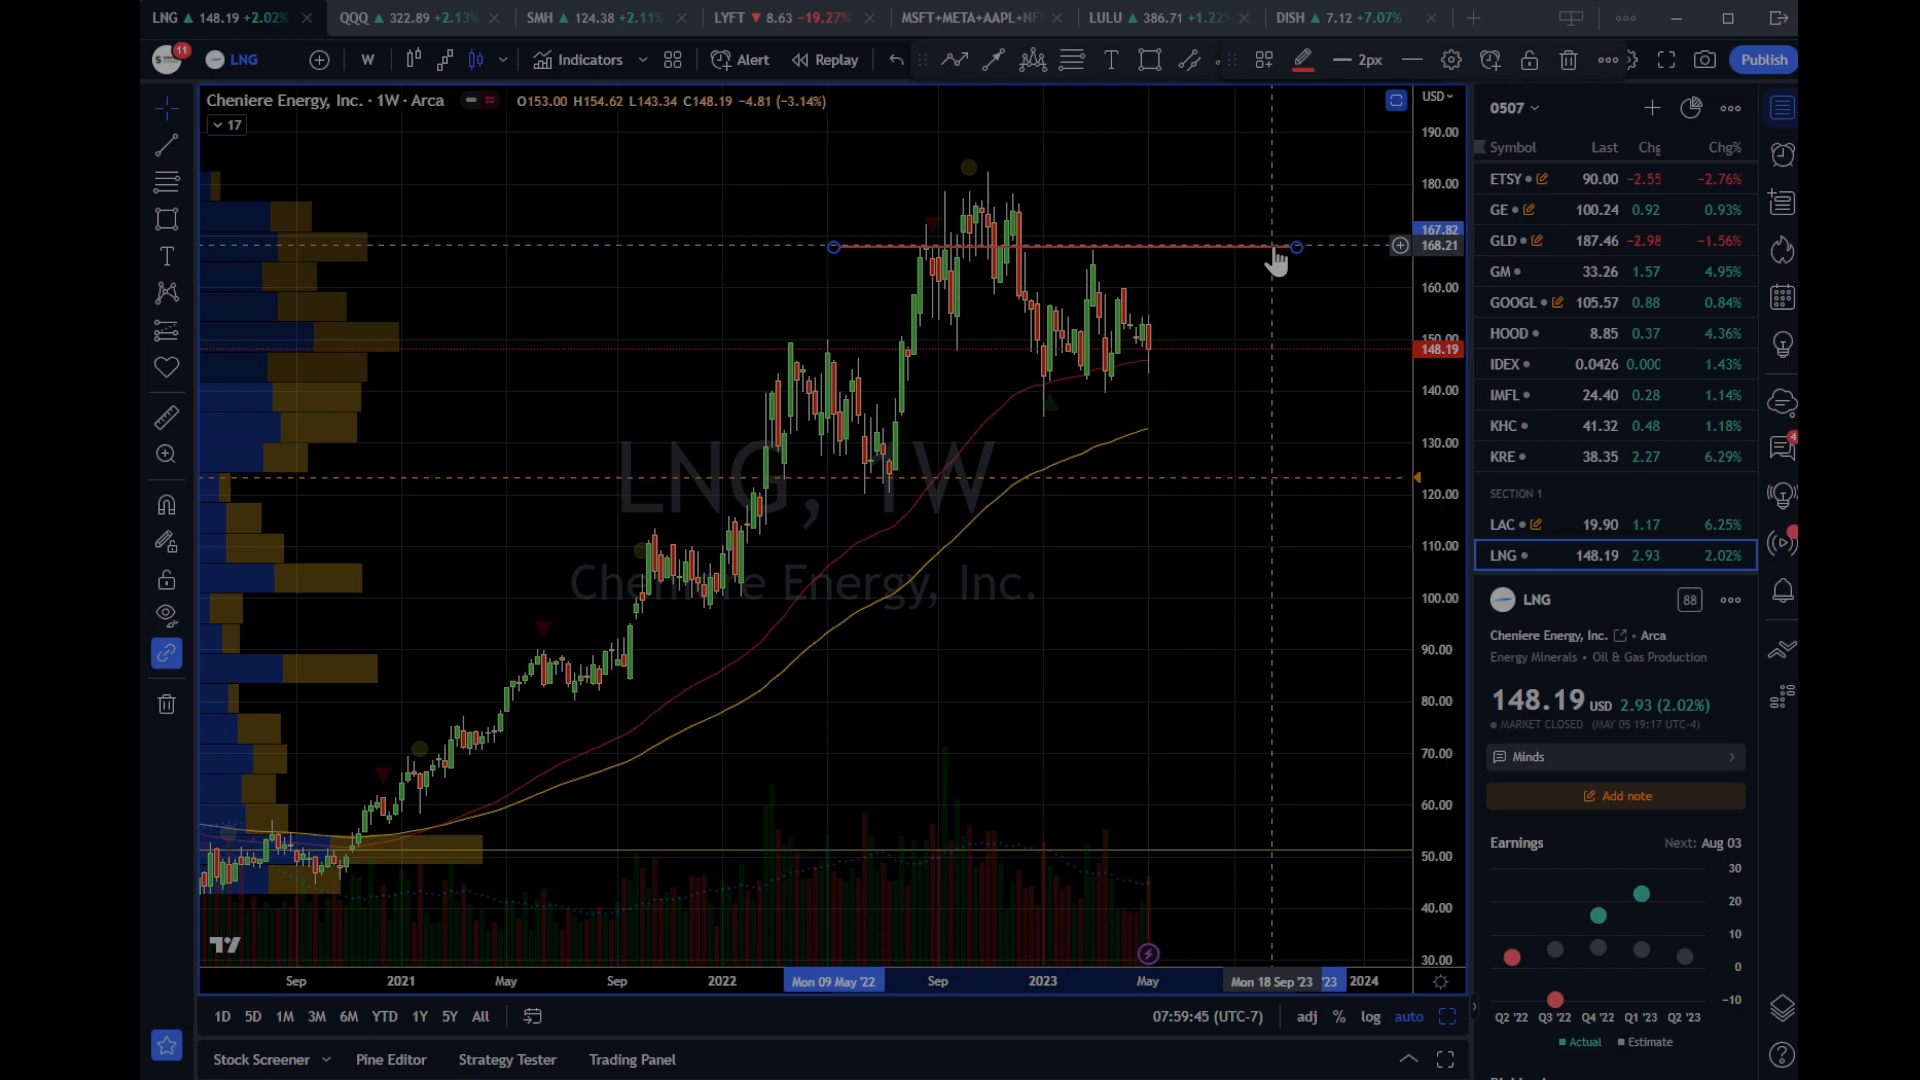 LNG ▲ 148.19 +2.02%
QQQ ▲ 322.89 +2.13%
SMH ▲ 124.38 +2.11%
LYFT ▼ 8.63 −19.27%
MSFT+META+AAPL+NF
LULU ▲ 386.71 +1.22%
DISH ▲ 7.12 +7.07%
11
LNG
W
Indicators
Alert
Replay
2px
Publish
Cheniere Energy, Inc. · 1W · Arca
O153.00 H154.62 L143.34 C148.19 −4.81 (−3.14%)
17
USD
190.00
180.00
167.82
168.21
160.00
150.00
148.19
140.00
130.00
120.00
110.00
100.00
90.00
80.00
70.00
60.00
50.00
40.00
30.00
LNG, 1W
Cheniere Energy, Inc.
Sep
2021
May
Sep
2022
Mon 09 May '22
Sep
2023
May
Mon 18 Sep '23
'23
2024
1D 5D 1M 3M 6M YTD 1Y 5Y All
07:59:45 (UTC-7)
adj % log auto
Stock Screener
Pine Editor
Strategy Tester
Trading Panel
0507
Symbol Last Chg Chg%
ETSY 90.00 −2.55 −2.76%
GE 100.24 0.92 0.93%
GLD 187.46 −2.98 −1.56%
GM 33.26 1.57 4.95%
GOOGL 105.57 0.88 0.84%
HOOD 8.85 0.37 4.36%
IDEX 0.0426 0.000 1.43%
IMFL 24.40 0.28 1.14%
KHC 41.32 0.48 1.18%
KRE 38.35 2.27 6.29%
SECTION 1
LAC 19.90 1.17 6.25%
LNG 148.19 2.93 2.02%
LNG
88
Cheniere Energy, Inc. • Arca
Energy Minerals • Oil & Gas Production
148.19 USD 2.93 (2.02%)
MARKET CLOSED (MAY 05 19:17 UTC-4)
Minds
Add note
Earnings
Next: Aug 03
30
20
10
0
−10
Q2 '22 Q3 '22 Q4 '22 Q1 '23 Q2 '23
Actual Estimate
4